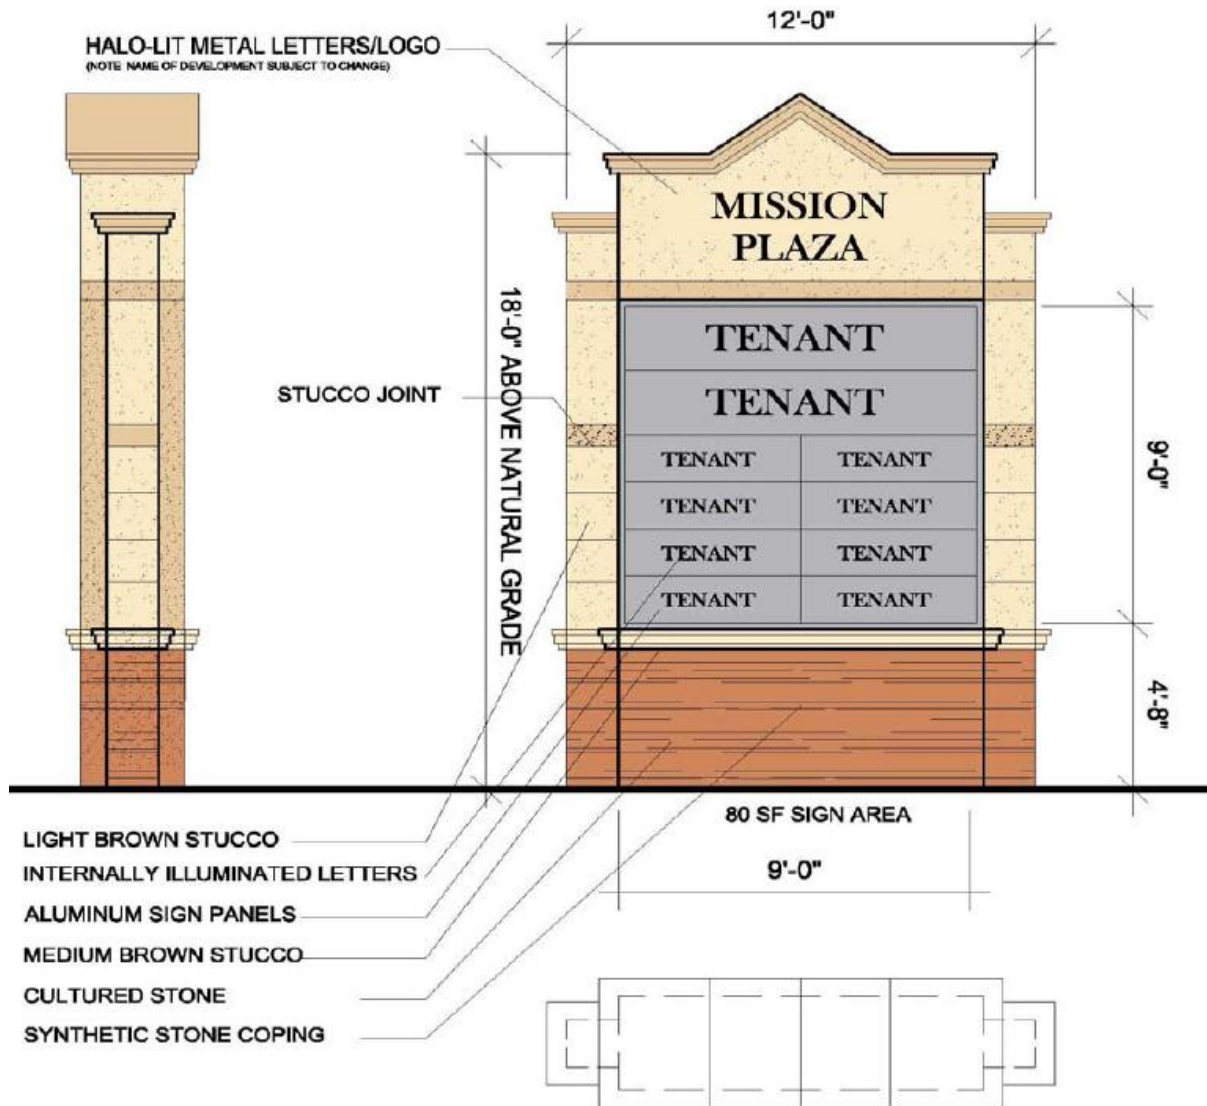 12'-0"
HALO-LIT METAL LETTERS/LOGO
(NOTE NAME OF DEVELOPMENT SUBJECT TO CHANGE)
MISSION
PLAZA
18'-0" ABOVE NATURAL GRADE
TENANT
TENANT
STUCCO JOINT
TENANT TENANT
TENANT TENANT
TENANT TENANT
TENANT TENANT
9'-0"
4'-8"
80 SF SIGN AREA
9'-0"
LIGHT BROWN STUCCO
INTERNALLY ILLUMINATED LETTERS
ALUMINUM SIGN PANELS
MEDIUM BROWN STUCCO
CULTURED STONE
SYNTHETIC STONE COPING